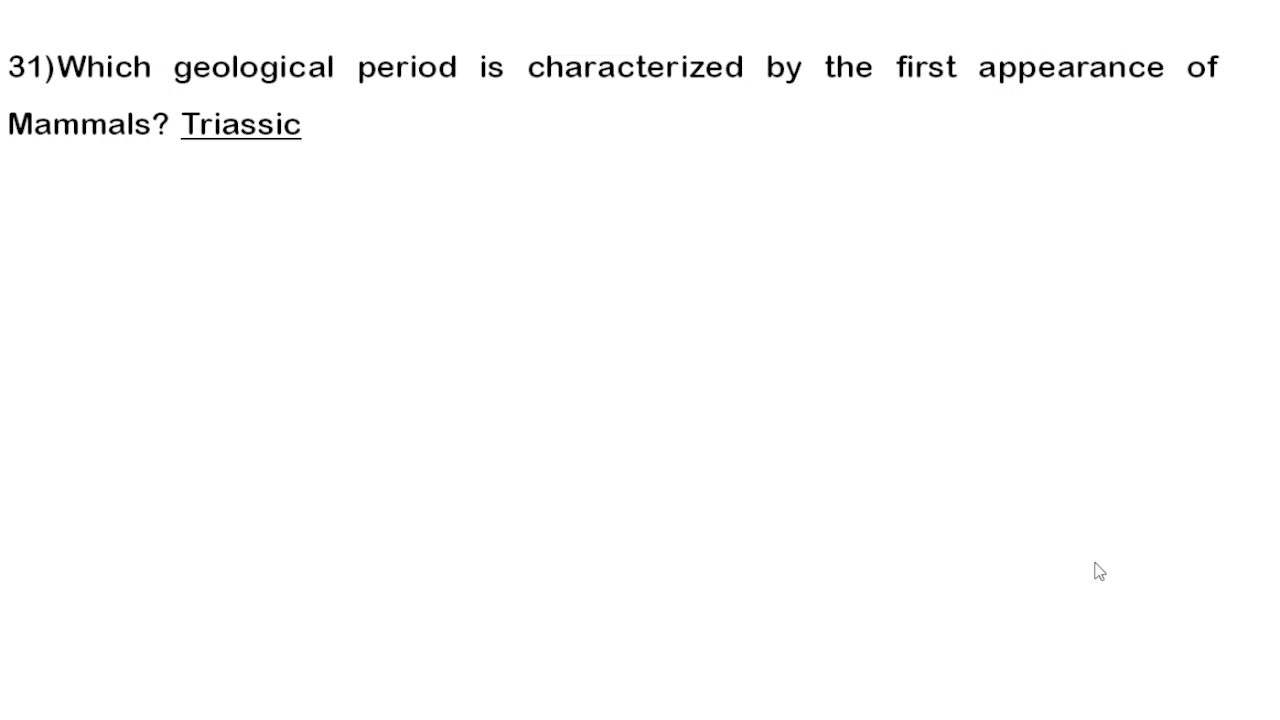 31)Which geological period is characterized by the first appearance of
Mammals? Triassic